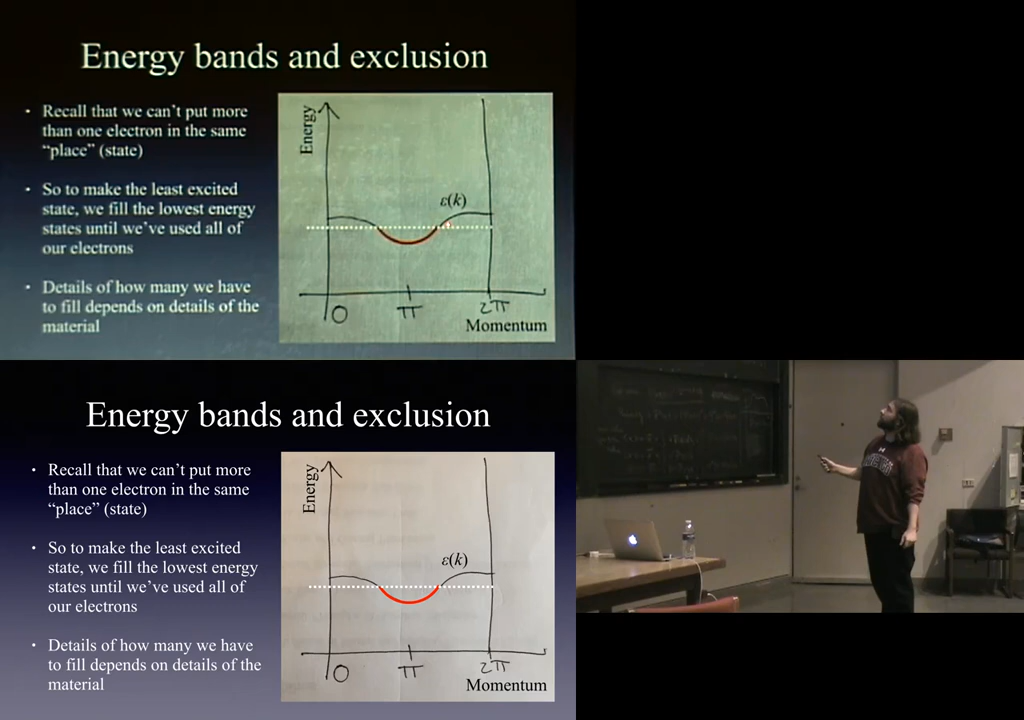 Energy bands and exclusion
• Recall that we can't put more
than one electron in the same
“place” (state)
• So to make the least excited
state, we fill the lowest energy
states until we've used all of
our electrons
• Details of how many we have
to fill depends on details of the
material
Energy
ε(k)
0
π
2π
Momentum
Energy bands and exclusion
• Recall that we can't put more
than one electron in the same
“place” (state)
• So to make the least excited
state, we fill the lowest energy
states until we've used all of
our electrons
• Details of how many we have
to fill depends on details of the
material
Energy
ε(k)
0
π
2π
Momentum